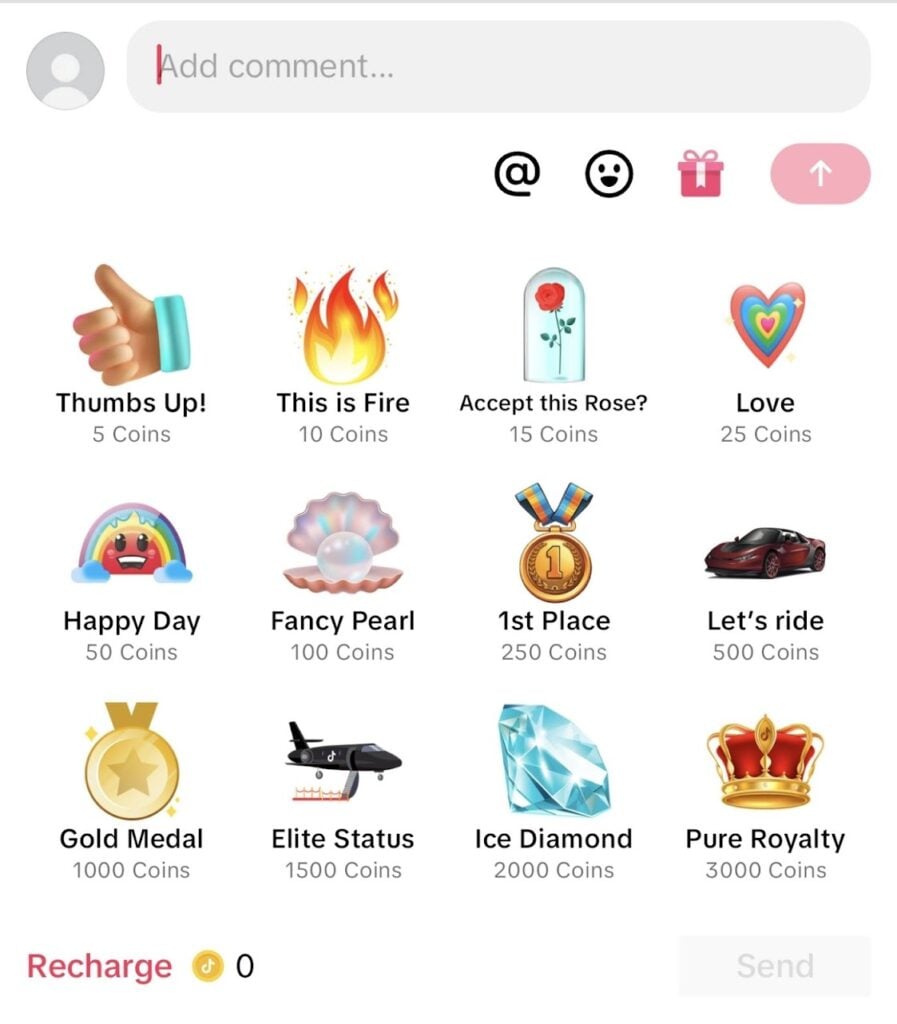 Add comment...
@
Thumbs Up!
5 Coins
This is Fire
10 Coins
Accept this Rose?
15 Coins
Love
25 Coins
Happy Day
50 Coins
Fancy Pearl
100 Coins
1
1st Place
250 Coins
Let’s ride
500 Coins
Gold Medal
1000 Coins
Elite Status
1500 Coins
Ice Diamond
2000 Coins
Pure Royalty
3000 Coins
Recharge 0
Send